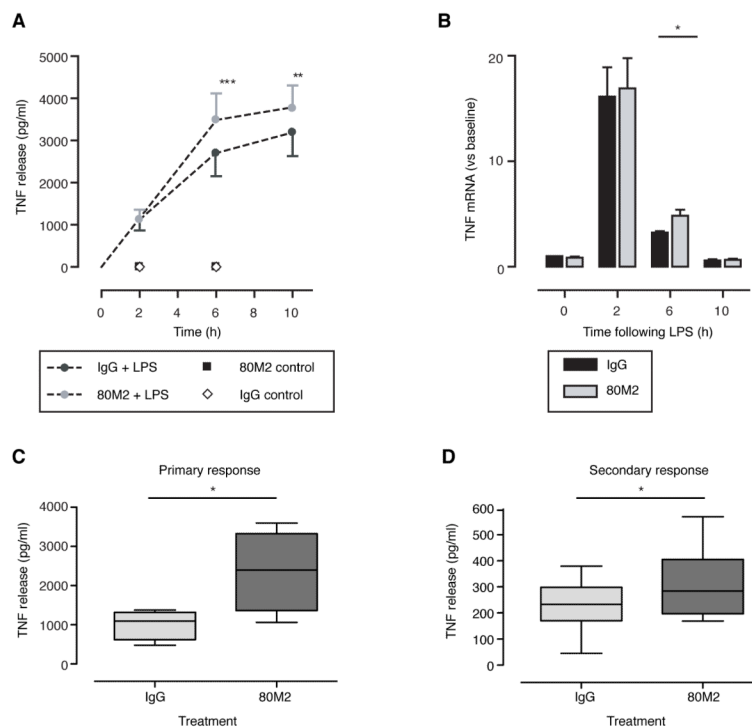 A
5000
4000
3000
2000
1000
0
TNF release (pg/ml)
***
**
0 2 4 6 8 10
Time (h)
IgG + LPS
80M2 + LPS
80M2 control
IgG control
B
20
10
0
TNF mRNA (vs baseline)
*
0 2 6 10
Time following LPS (h)
IgG
80M2
C
Primary response
*
4000
3000
2000
1000
0
TNF release (pg/ml)
IgG 80M2
Treatment
D
Secondary response
*
600
500
400
300
200
100
0
TNF release (pg/ml)
IgG 80M2
Treatment